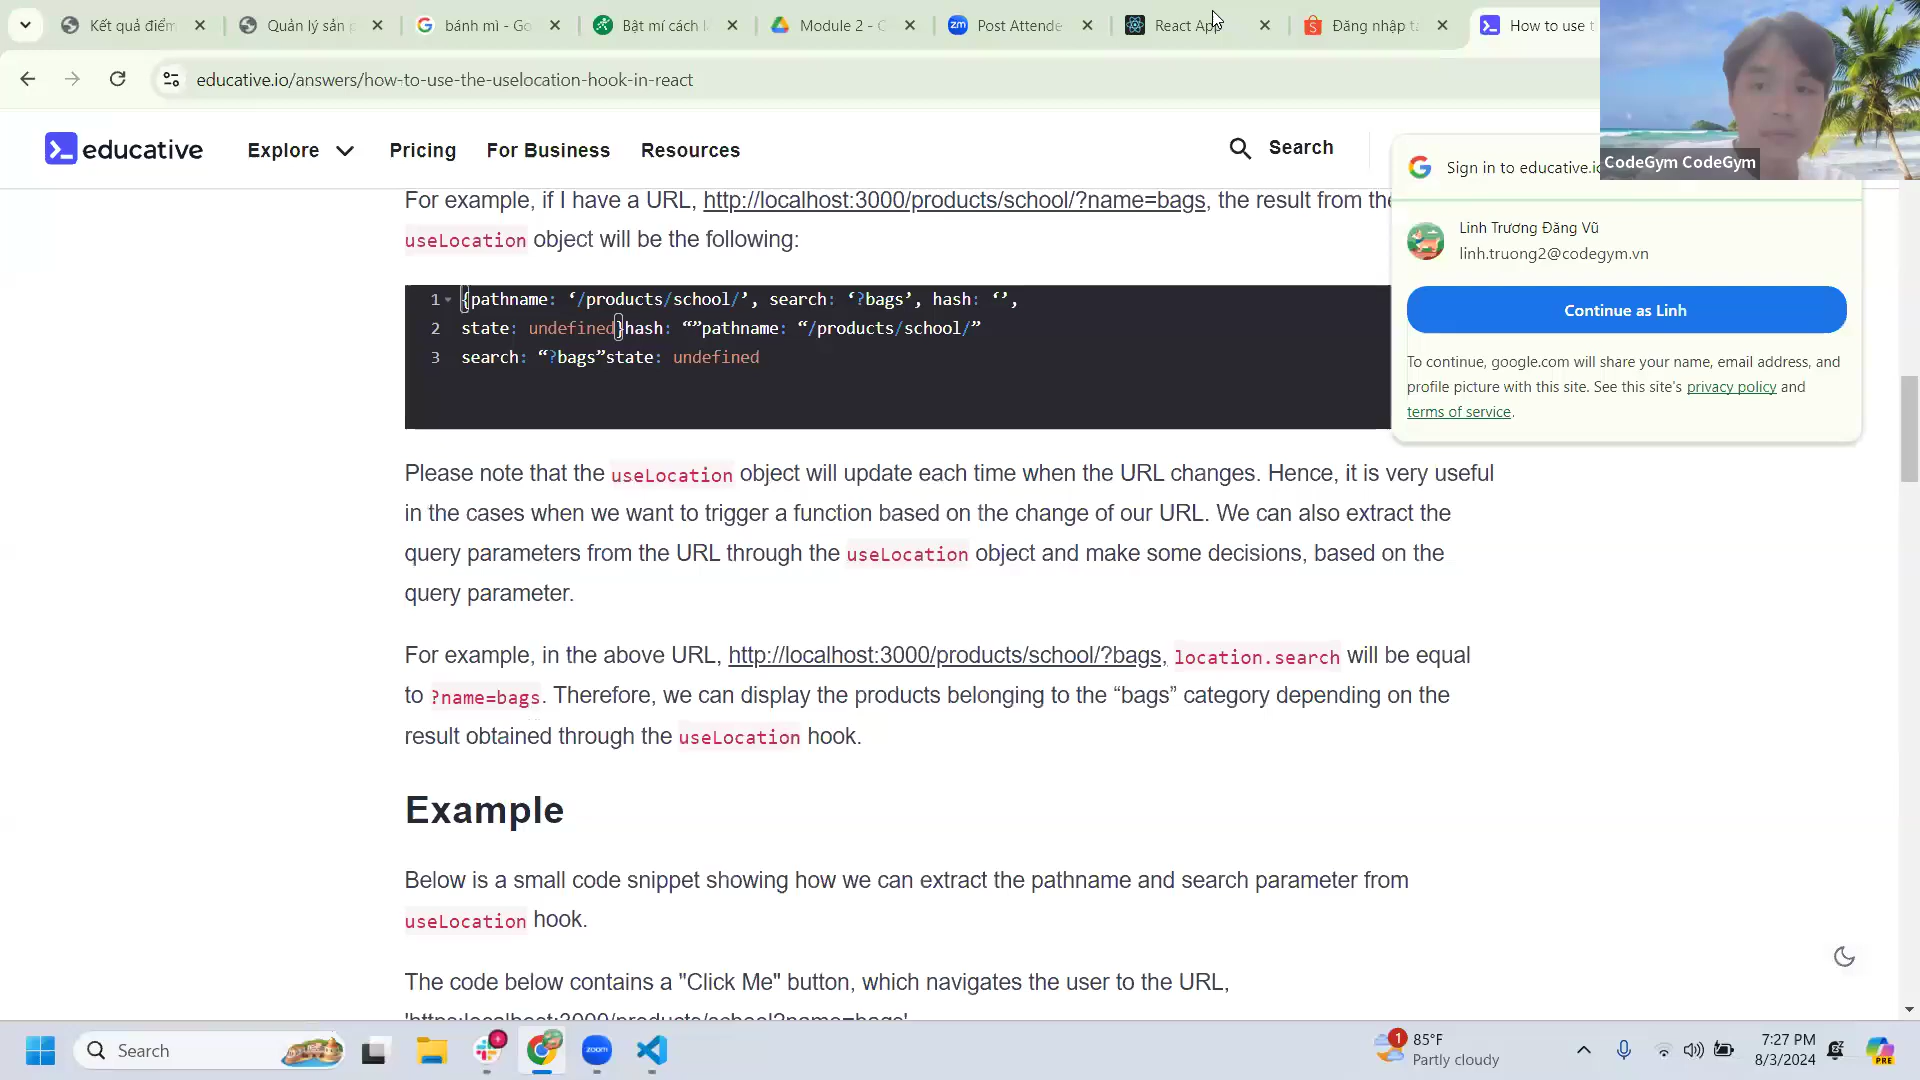 Kết quả điểm
Quản lý sản p
bánh mì - Go
Bật mí cách l
Module 2 - C
Post Attende
React App
Đăng nhập tà
How to use t
educative.io/answers/how-to-use-the-uselocation-hook-in-react
educative
Explore
Pricing
For Business
Resources
Search
CodeGym CodeGym
Sign in to educative.io
Linh Trương Đăng Vũ
linh.truong2@codegym.vn
Continue as Linh
To continue, google.com will share your name, email address, and
profile picture with this site. See this site's privacy policy and
terms of service.
For example, if I have a URL, http://localhost:3000/products/school/?name=bags, the result from the
useLocation object will be the following:
1 {pathname: ‘/products/school/’, search: ‘?bags’, hash: ‘’,
2 state: undefined}hash: “”pathname: “/products/school/”
3 search: “?bags”state: undefined
Please note that the useLocation object will update each time when the URL changes. Hence, it is very useful
in the cases when we want to trigger a function based on the change of our URL. We can also extract the
query parameters from the URL through the useLocation object and make some decisions, based on the
query parameter.
For example, in the above URL, http://localhost:3000/products/school/?bags, location.search will be equal
to ?name=bags. Therefore, we can display the products belonging to the “bags” category depending on the
result obtained through the useLocation hook.
Example
Below is a small code snippet showing how we can extract the pathname and search parameter from
useLocation hook.
The code below contains a "Click Me" button, which navigates the user to the URL,
'https:localhost:3000/products/school?name=bags'
Search
zoom
1
85°F
Partly cloudy
7:27 PM
8/3/2024
PRE